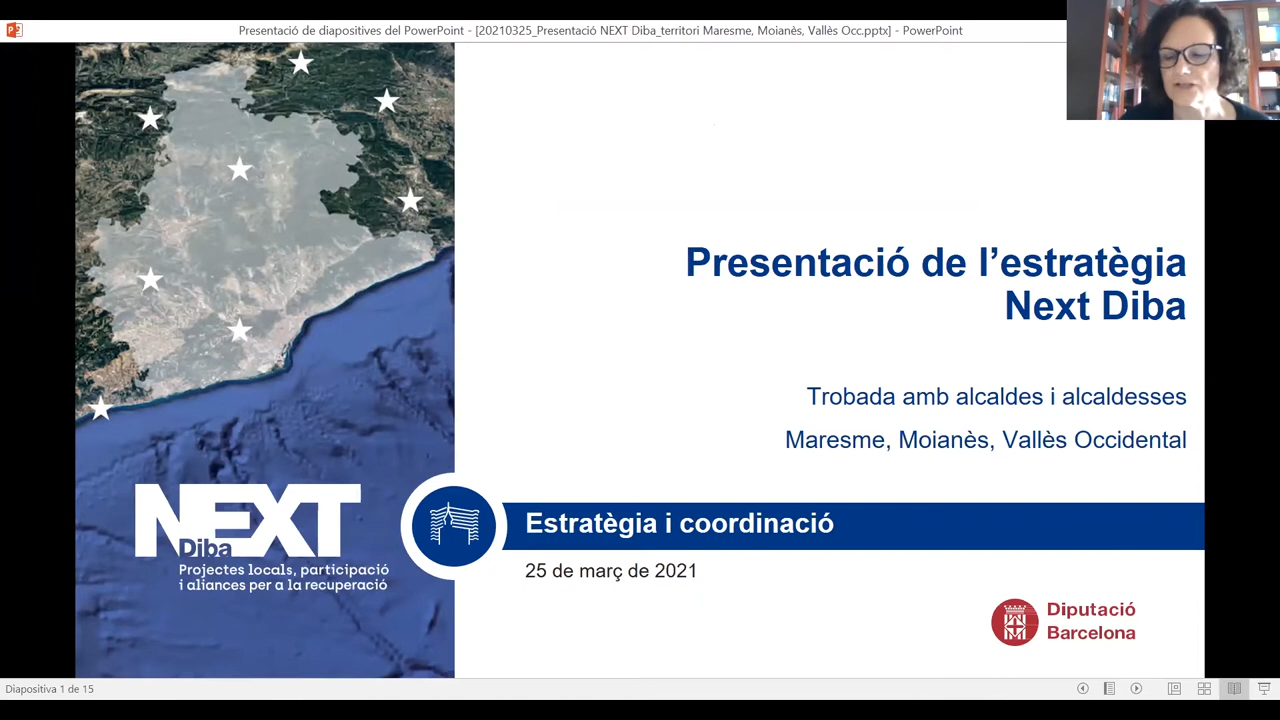 Presentació de diapositives del PowerPoint - [20210325_Presentació NEXT Diba_territori Maresme, Moianès, Vallès Occ.pptx] - PowerPoint
Presentació de l’estratègia
Next Diba
Trobada amb alcaldes i alcaldesses
Maresme, Moianès, Vallès Occidental
NEXT
Diba
Projectes locals, participació
i aliances per a la recuperació
Estratègia i coordinació
25 de març de 2021
Diputació
Barcelona
Diapositiva 1 de 15